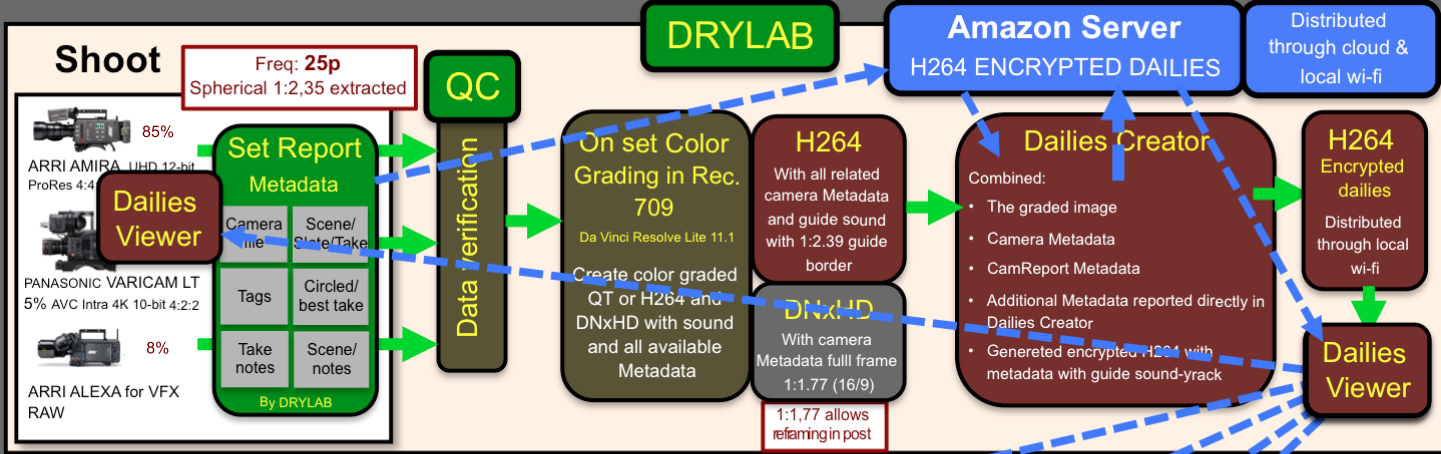 Shoot
Freq: 25p
Spherical 1:2,35 extracted
85%
ARRI AMIRA UHD 12-bit
ProRes 4:4:
Dailies
Viewer
PANASONIC VARICAM LT
5% AVC Intra 4K 10-bit 4:2:2
8%
ARRI ALEXA for VFX
RAW
Set Report
Metadata
Camera
file
Scene/
Slate/Take
Tags
Circled/
best take
Take
notes
Scene/
notes
By DRYLAB
QC
Data verification
DRYLAB
On set Color
Grading in Rec.
709
Da Vinci Resolve Lite 11.1
Create color graded
QT or H264 and
DNxHD with sound
and all available
Metadata
H264
With all related
camera Metadata
and guide sound
with 1:2.39 guide
border
DNxHD
With camera
Metadata fulll frame
1:1.77 (16/9)
1:1,77 allows
reframing in post
Amazon Server
H264 ENCRYPTED DAILIES
Distributed
through cloud &
local wi-fi
Dailies Creator
Combined:
• The graded image
• Camera Metadata
• CamReport Metadata
• Additional Metadata reported directly in
Dailies Creator
• Genereted encrypted H264 with
metadata with guide sound-yrack
H264
Encrypted
dailies
Distributed
through local
wi-fi
Dailies
Viewer